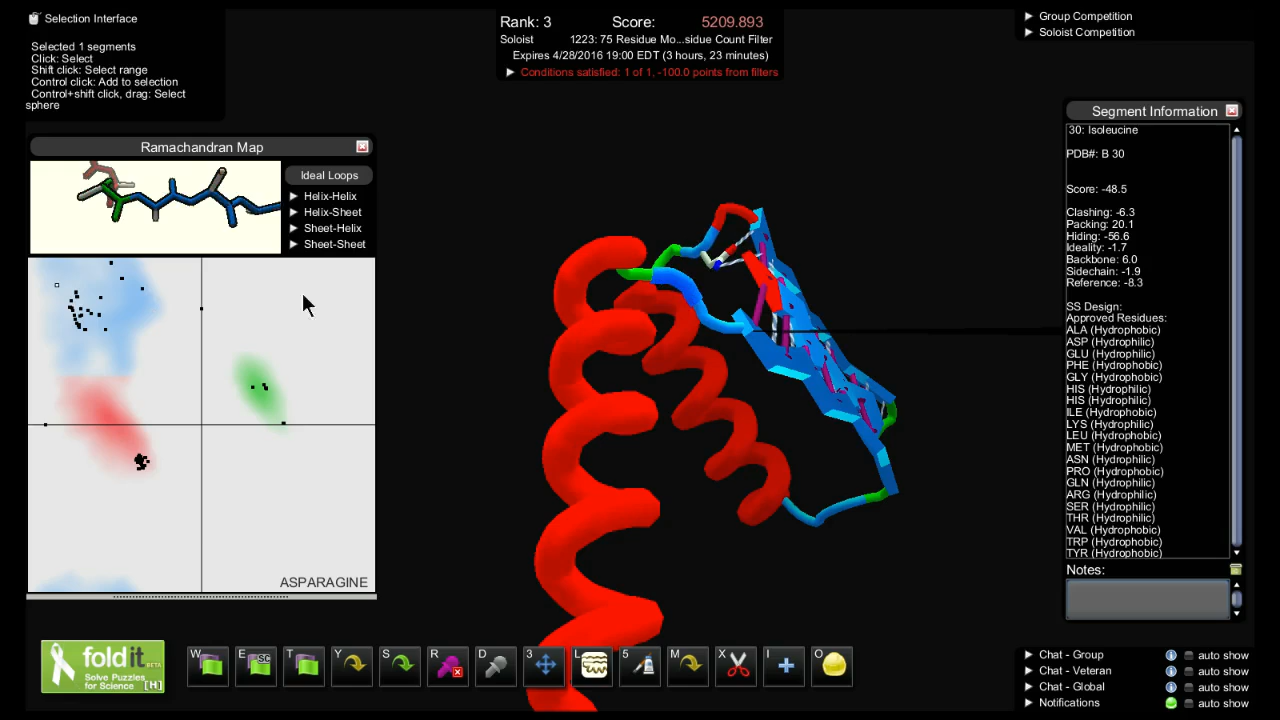 Selection Interface
Selected 1 segments
Click: Select
Shift click: Select range
Control click: Add to selection
Control+shift click, drag: Select
sphere
Rank: 3 Score: 5209.893
Soloist 1223: 75 Residue Mo...sidue Count Filter
Expires 4/28/2016 19:00 EDT (3 hours, 23 minutes)
Conditions satisfied: 1 of 1, -100.0 points from filters
Group Competition
Soloist Competition
Ramachandran Map
Ideal Loops
Helix-Helix
Helix-Sheet
Sheet-Helix
Sheet-Sheet
ASPARAGINE
Segment Information
30: Isoleucine
PDB#: B 30
Score: -48.5
Clashing: -6.3
Packing: 20.1
Hiding: -56.6
Ideality: -1.7
Backbone: 6.0
Sidechain: -1.9
Reference: -8.3
SS Design:
Approved Residues:
ALA (Hydrophobic)
ASP (Hydrophilic)
GLU (Hydrophilic)
PHE (Hydrophobic)
GLY (Hydrophobic)
HIS (Hydrophilic)
HIS (Hydrophilic)
ILE (Hydrophobic)
LYS (Hydrophilic)
LEU (Hydrophobic)
MET (Hydrophobic)
ASN (Hydrophilic)
PRO (Hydrophobic)
GLN (Hydrophilic)
ARG (Hydrophilic)
SER (Hydrophilic)
THR (Hydrophilic)
VAL (Hydrophobic)
TRP (Hydrophobic)
TYR (Hydrophobic)
Notes:
foldit BETA
Solve Puzzles
for Science [H]
W E SC T Y S R D 3 L 5 M X I O
Chat - Group auto show
Chat - Veteran auto show
Chat - Global auto show
Notifications auto show